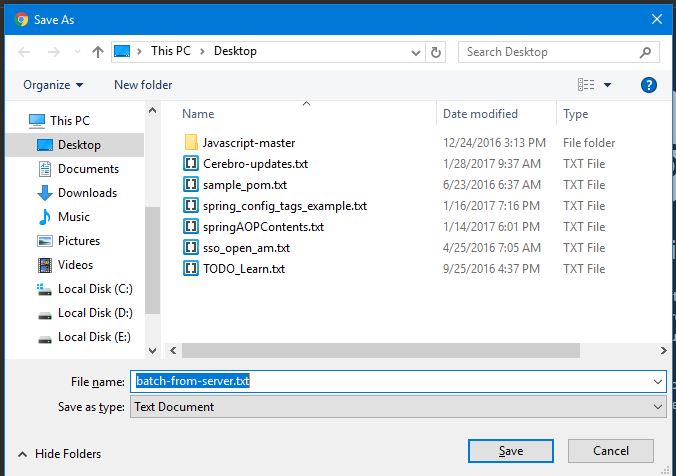 Save As
This PC > Desktop
Search Desktop
Organize
New folder
This PC
Desktop
Documents
Downloads
Music
Pictures
Videos
Local Disk (C:)
Local Disk (D:)
Local Disk (E:)
Name Date modified Type
Javascript-master 12/24/2016 3:13 PM File folder
Cerebro-updates.txt 1/28/2017 9:37 AM TXT File
sample_pom.txt 6/23/2016 6:37 AM TXT File
spring_config_tags_example.txt 1/16/2017 7:16 PM TXT File
springAOPContents.txt 1/14/2017 6:01 PM TXT File
sso_open_am.txt 4/25/2016 7:05 AM TXT File
TODO_Learn.txt 9/25/2016 4:37 PM TXT File
File name: batch-from-server.txt
Save as type: Text Document
Hide Folders
Save
Cancel